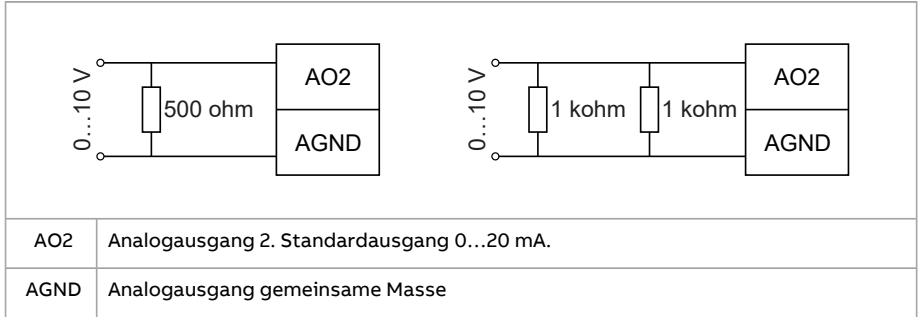 0…10 V
500 ohm
AO2
AGND
0…10 V
1 kohm
1 kohm
AO2
AGND
AO2 Analogausgang 2. Standardausgang 0…20 mA.
AGND Analogausgang gemeinsame Masse